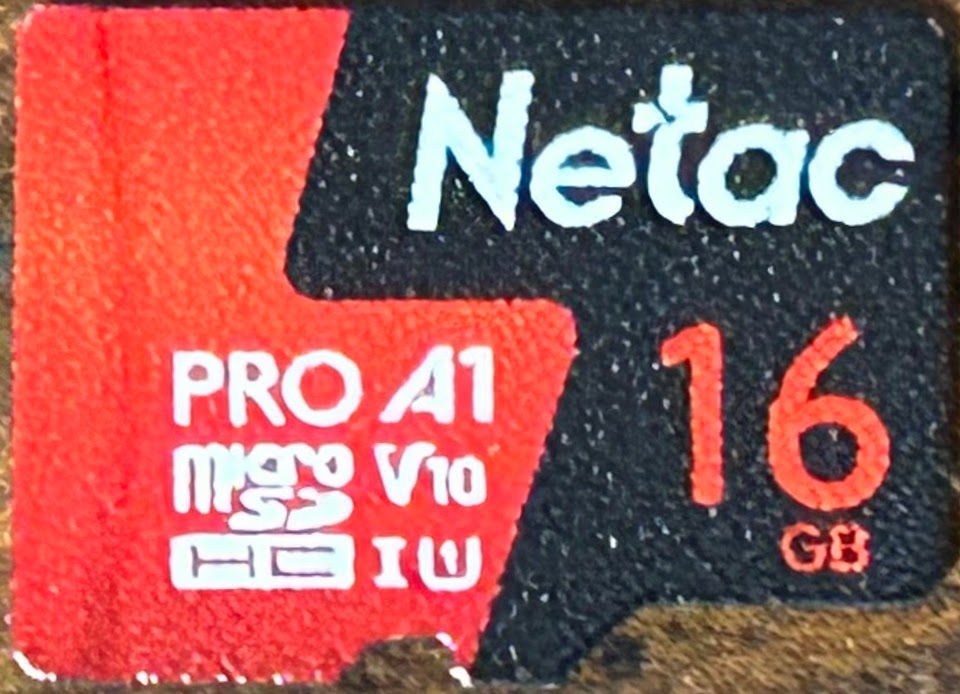 Netac
16
GB
PRO A1
micro V10
SD
HC I U1